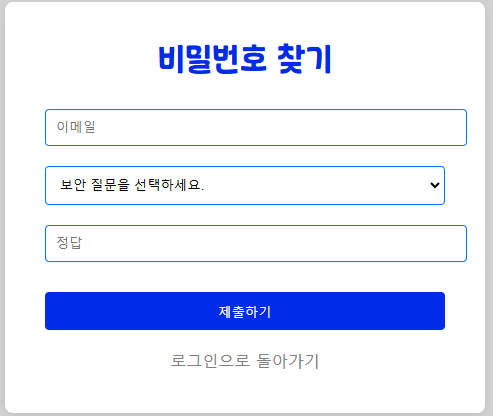 비밀번호 찾기
이메일
보안 질문을 선택하세요.
정답
제출하기
로그인으로 돌아가기